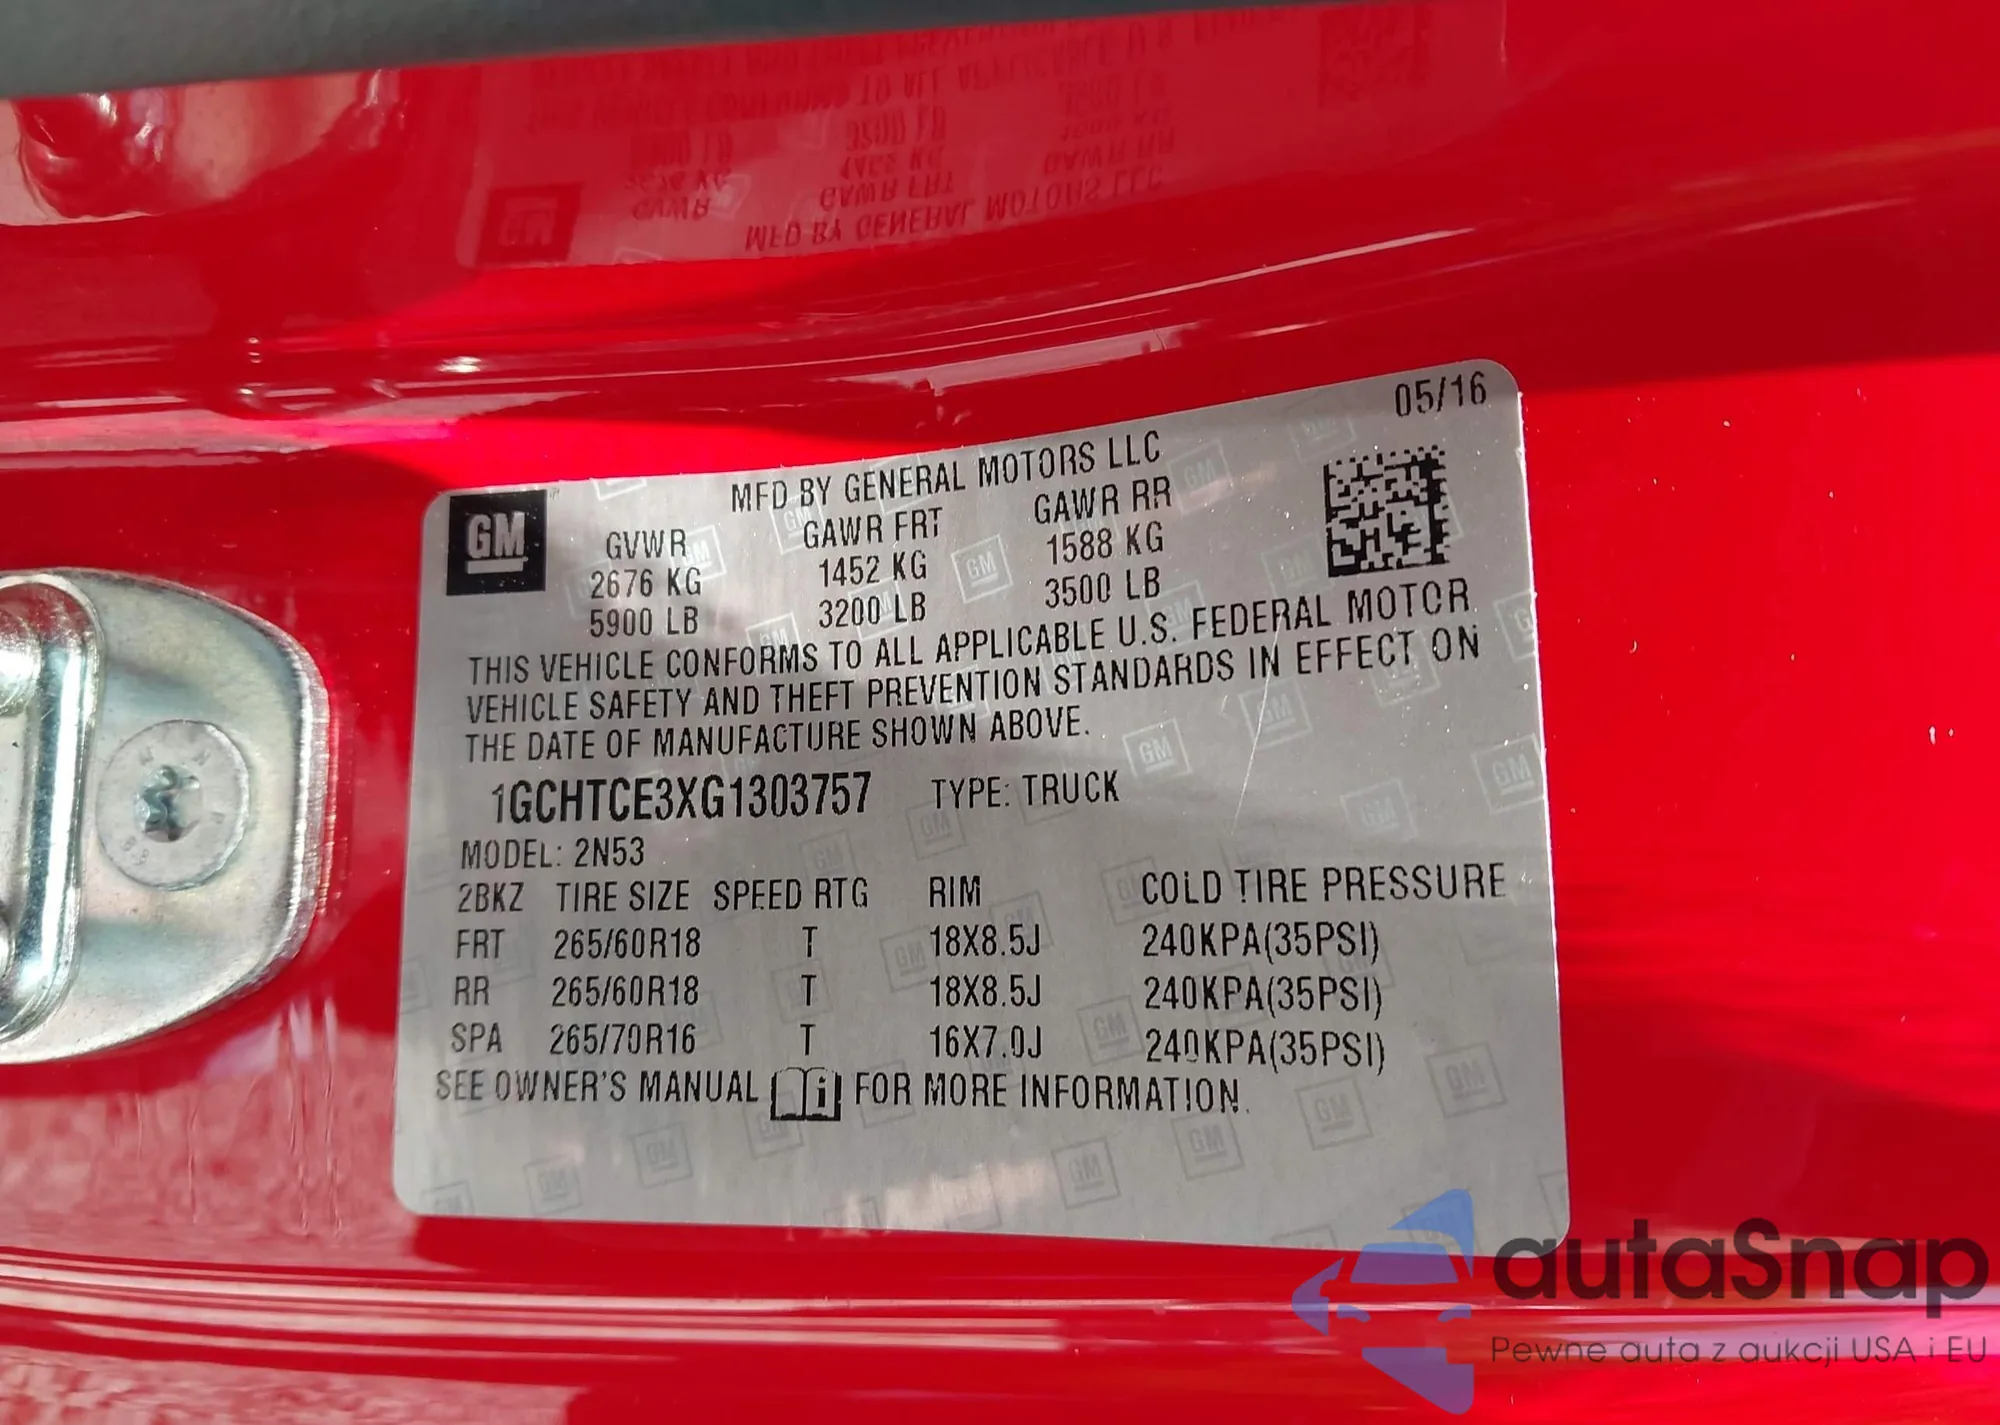 05/16
MFD BY GENERAL MOTORS LLC
GM
GVWR GAWR FRT GAWR RR
2676 KG 1452 KG 1588 KG
5900 LB 3200 LB 3500 LB
THIS VEHICLE CONFORMS TO ALL APPLICABLE U.S. FEDERAL MOTOR
VEHICLE SAFETY AND THEFT PREVENTION STANDARDS IN EFFECT ON
THE DATE OF MANUFACTURE SHOWN ABOVE.
1GCHTCE3XG1303757 TYPE: TRUCK
MODEL: 2N53
2BKZ TIRE SIZE SPEED RTG RIM COLD TIRE PRESSURE
FRT 265/60R18 T 18X8.5J 240KPA(35PSI)
RR 265/60R18 T 18X8.5J 240KPA(35PSI)
SPA 265/70R16 T 16X7.0J 240KPA(35PSI)
SEE OWNER'S MANUAL i FOR MORE INFORMATION.
autaSnap
Pewne auta z aukcji USA i EU